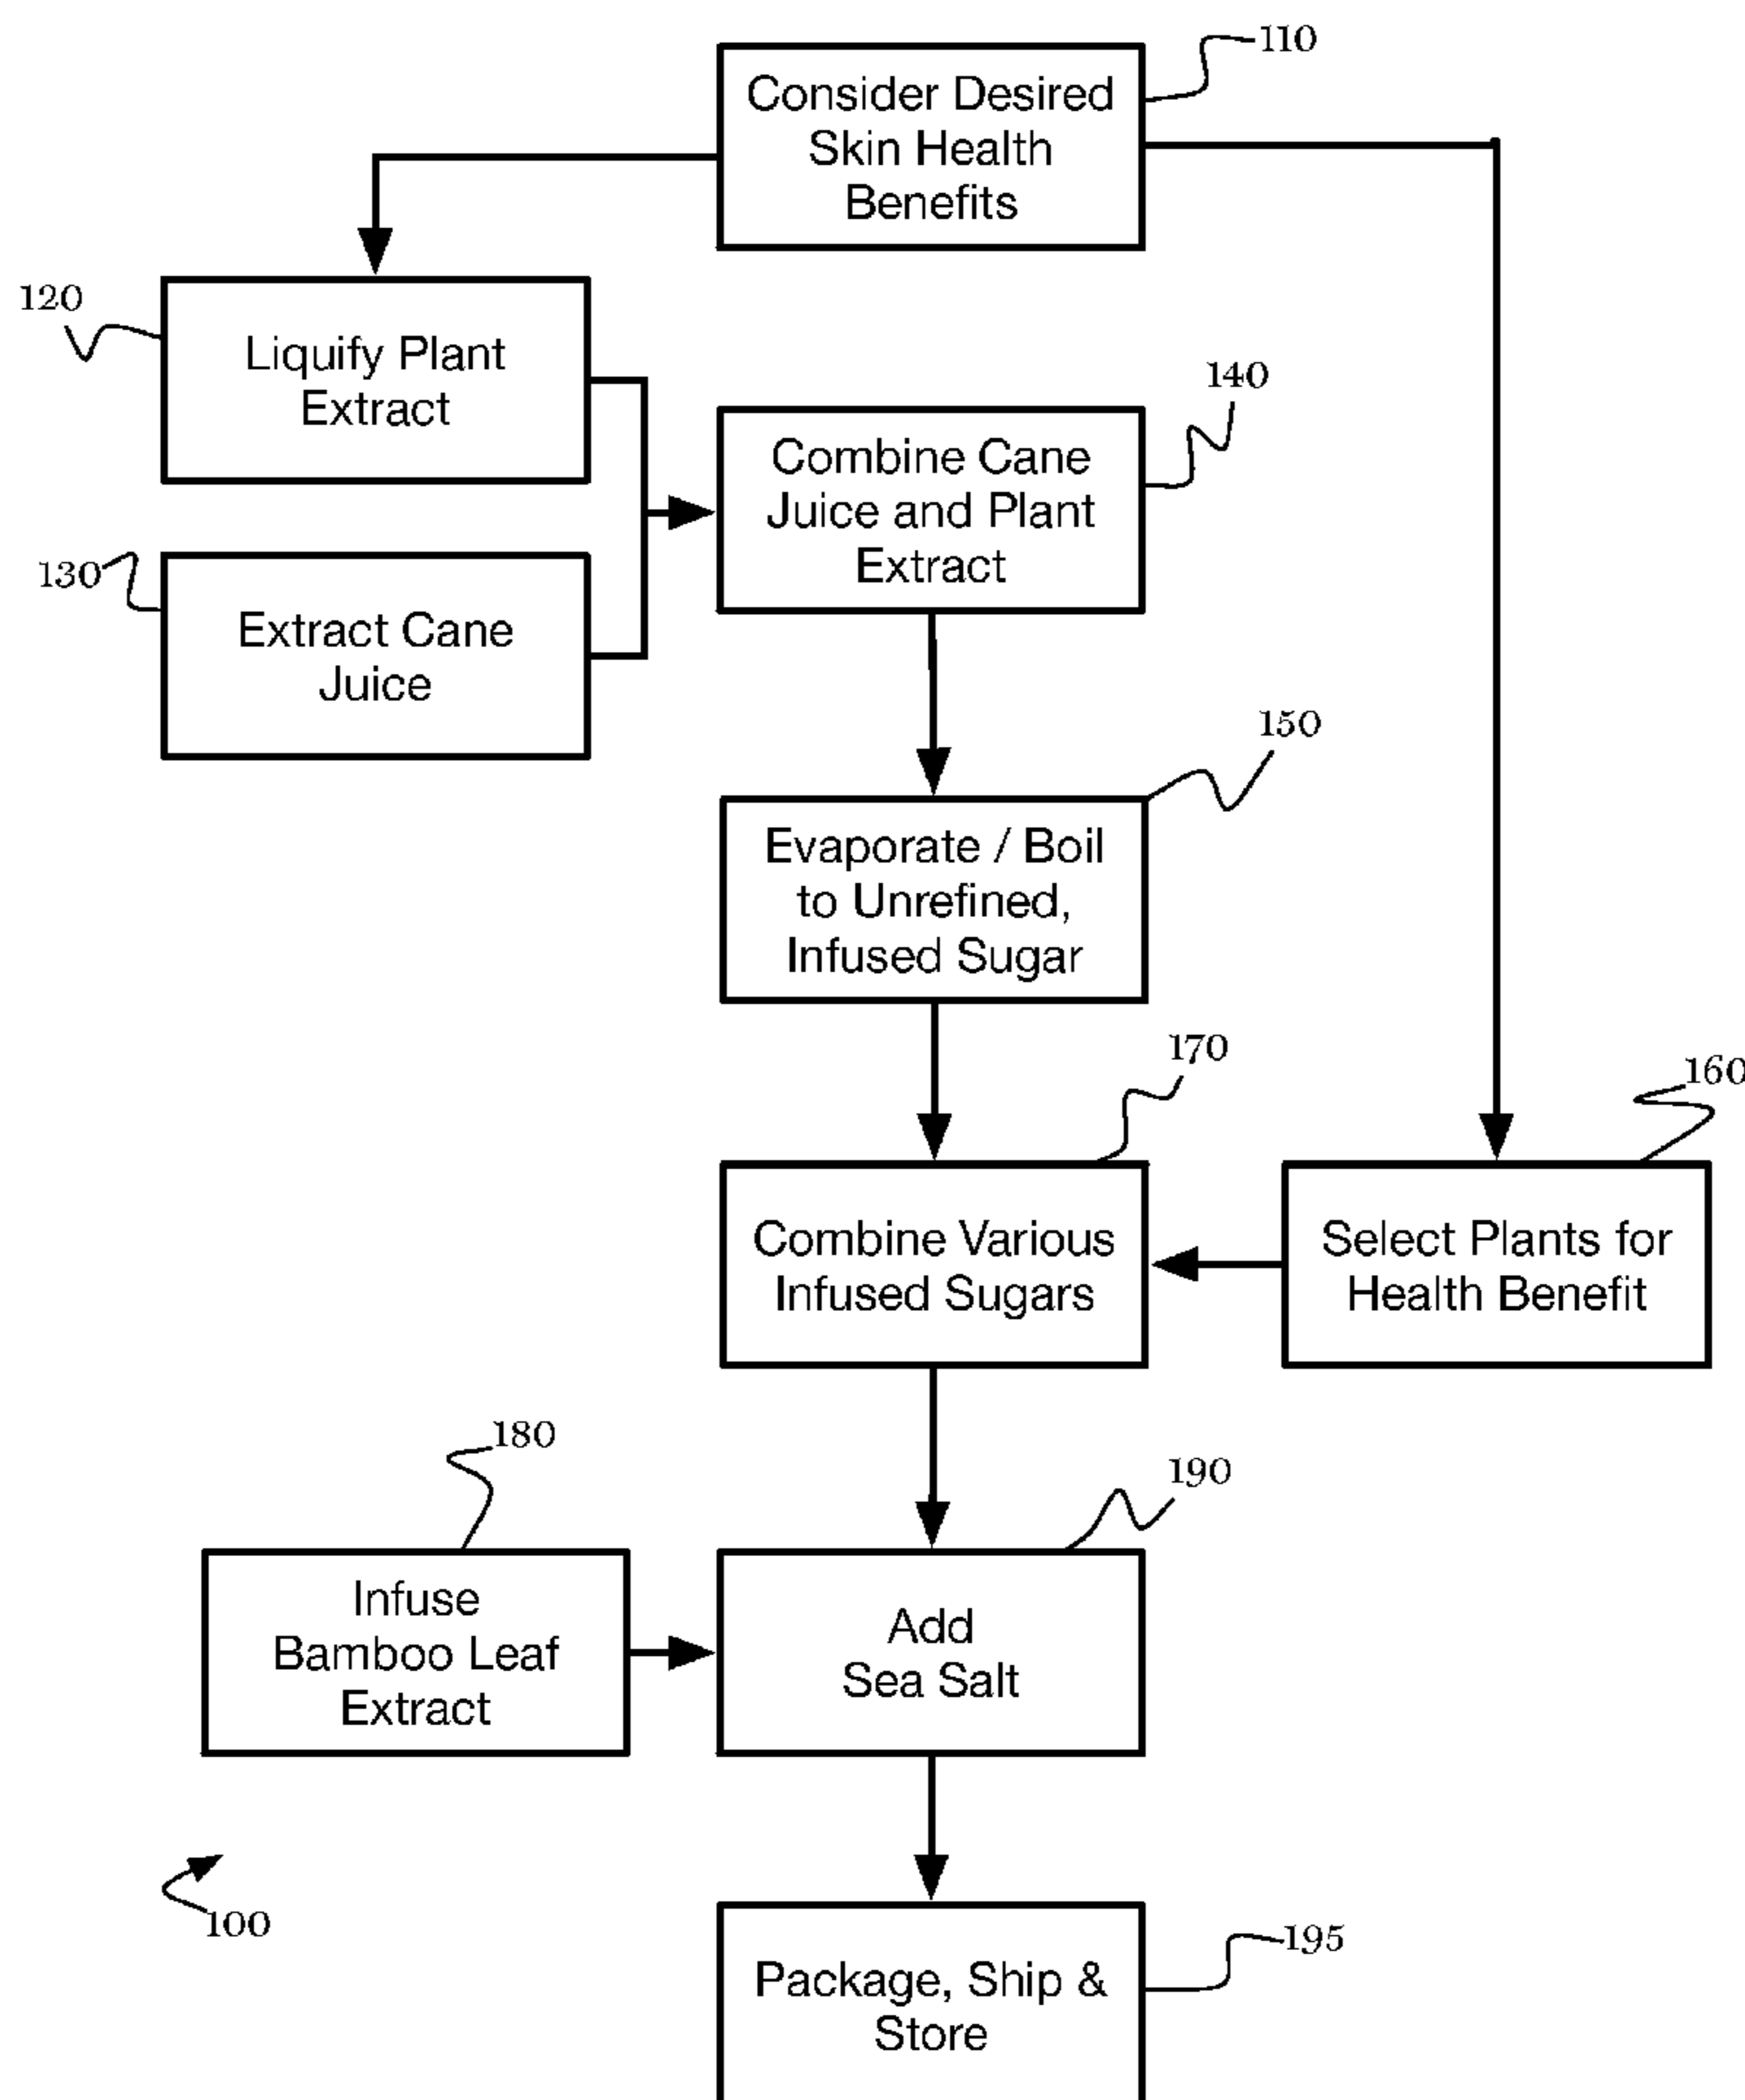 110
Consider Desired
Skin Health
Benefits
120
Liquify Plant
Extract
130
Extract Cane
Juice
140
Combine Cane
Juice and Plant
Extract
150
Evaporate / Boil
to Unrefined,
Infused Sugar
170
Combine Various
Infused Sugars
160
Select Plants for
Health Benefit
180
Infuse
Bamboo Leaf
Extract
190
Add
Sea Salt
100
195
Package, Ship &
Store